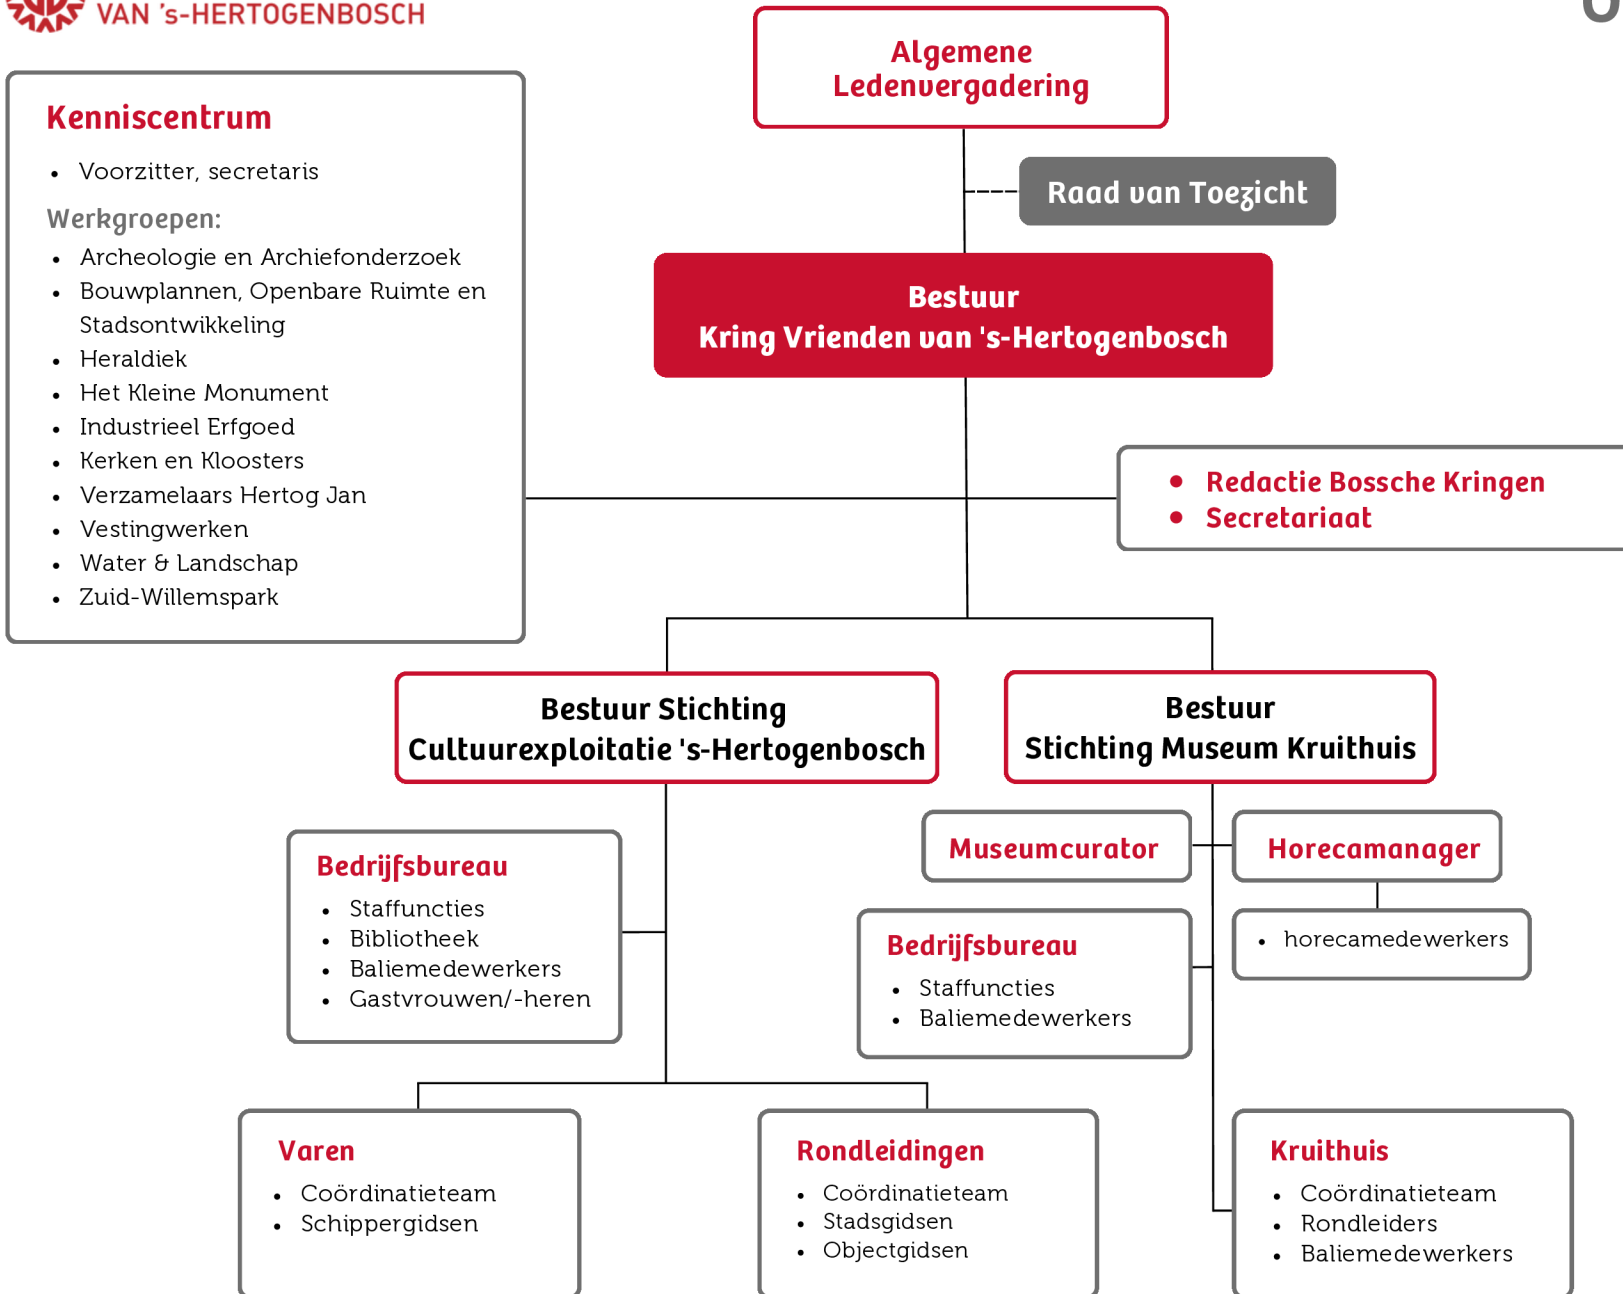 VAN 's-HERTOGENBOSCH
Algemene
Ledenvergadering
Kenniscentrum
• Voorzitter, secretaris
Werkgroepen:
• Archeologie en Archiefonderzoek
• Bouwplannen, Openbare Ruimte en
Stadsontwikkeling
• Heraldiek
• Het Kleine Monument
• Industrieel Erfgoed
• Kerken en Kloosters
• Verzamelaars Hertog Jan
• Vestingwerken
• Water & Landschap
• Zuid-Willemspark
Raad van Toezicht
Bestuur
Kring Vrienden van 's-Hertogenbosch
• Redactie Bossche Kringen
• Secretariaat
Bestuur Stichting
Cultuurexploitatie 's-Hertogenbosch
Bestuur
Stichting Museum Kruithuis
Bedrijfsbureau
• Staffuncties
• Bibliotheek
• Baliemedewerkers
• Gastvrouwen/-heren
Museumcurator
Horecamanager
• horecamedewerkers
Bedrijfsbureau
• Staffuncties
• Baliemedewerkers
Varen
• Coördinatieteam
• Schippergidsen
Rondleidingen
• Coördinatieteam
• Stadsgidsen
• Objectgidsen
Kruithuis
• Coördinatieteam
• Rondleiders
• Baliemedewerkers